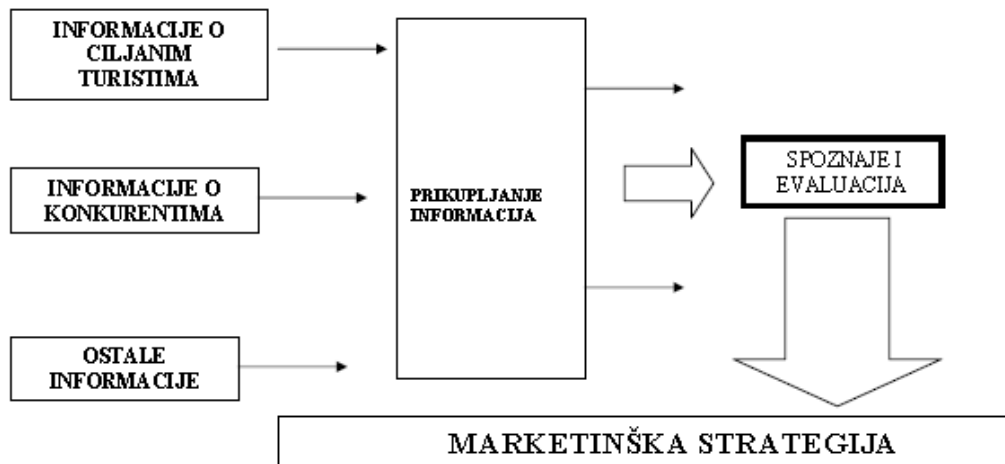 INFORMACIJE O
CILJANIM
TURISTIMA
INFORMACIJE O
KONKURENTIMA
OSTALE
INFORMACIJE
PRIKUPLJANJE
INFORMACIJA
SPOZNAJE I
EVALUACIJA
MARKETINŠKA STRATEGIJA